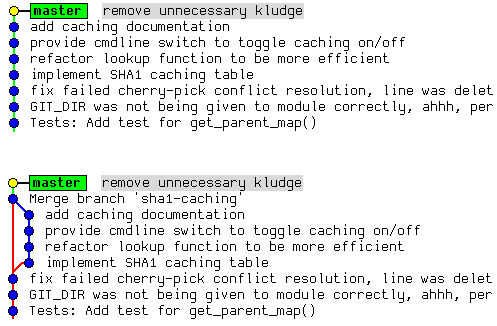 master remove unnecessary kludge
add caching documentation
provide cmdline switch to toggle caching on/off
refactor lookup function to be more efficient
implement SHA1 caching table
fix failed cherry-pick conflict resolution, line was delet
GIT_DIR was not being given to module correctly, ahhh, per
Tests: Add test for get_parent_map()
master remove unnecessary kludge
Merge branch 'sha1-caching'
add caching documentation
provide cmdline switch to toggle caching on/off
refactor lookup function to be more efficient
implement SHA1 caching table
fix failed cherry-pick conflict resolution, line was delet
GIT_DIR was not being given to module correctly, ahhh, per
Tests: Add test for get_parent_map()